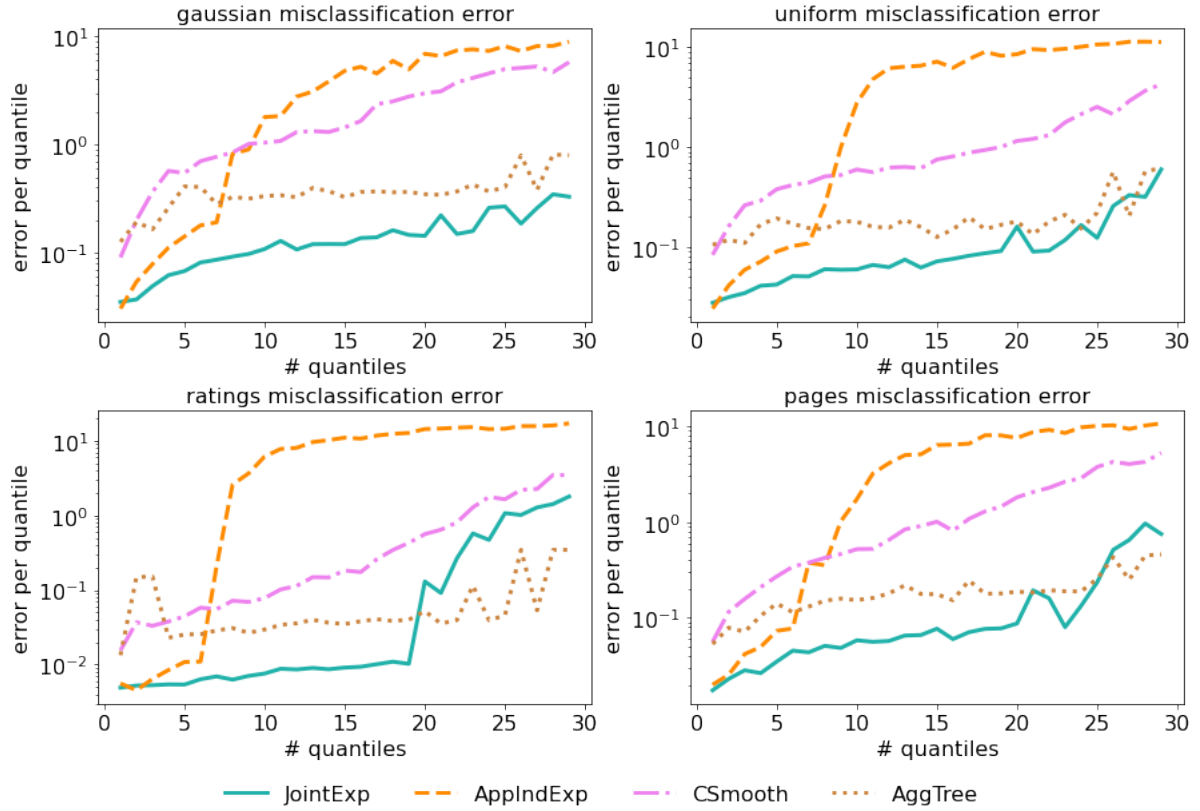 gaussian misclassification error
error per quantile
10^1
10^0
10^-1
0 5 10 15 20 25 30
# quantiles
uniform misclassification error
error per quantile
10^1
10^0
10^-1
0 5 10 15 20 25 30
# quantiles
ratings misclassification error
error per quantile
10^1
10^0
10^-1
10^-2
0 5 10 15 20 25 30
# quantiles
pages misclassification error
error per quantile
10^1
10^0
10^-1
0 5 10 15 20 25 30
# quantiles
JointExp AppIndExp CSmooth AggTree